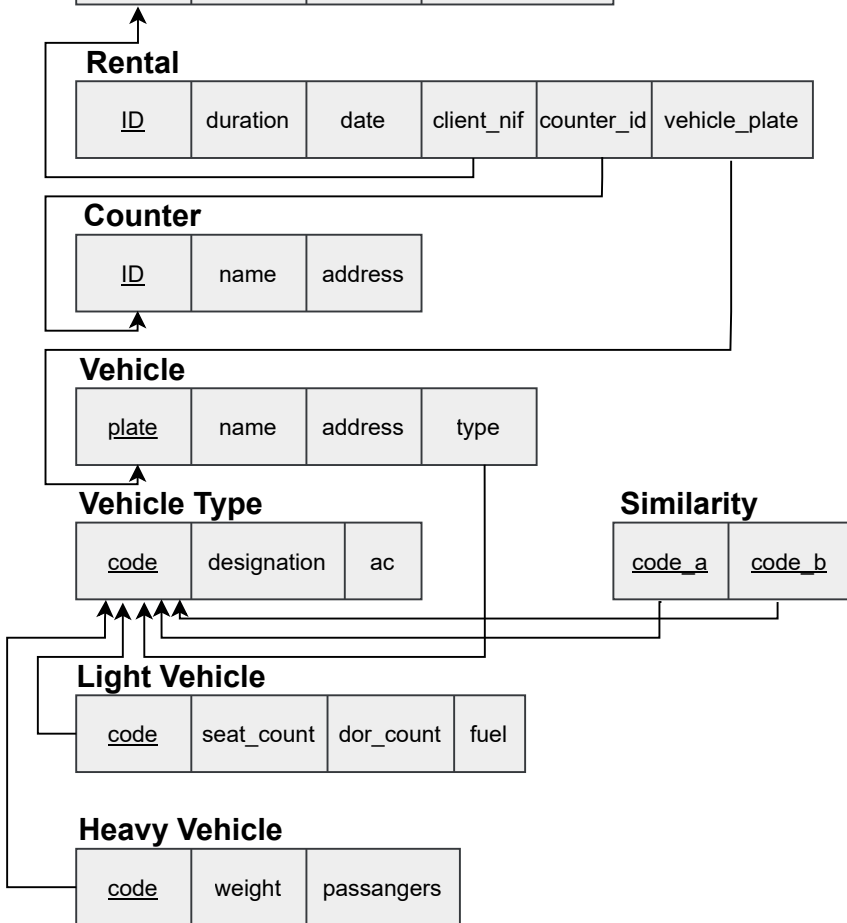 Rental
ID duration date client_nif counter_id vehicle_plate
Counter
ID name address
Vehicle
plate name address type
Vehicle Type Similarity
code designation ac code_a code_b
Light Vehicle
code seat_count dor_count fuel
Heavy Vehicle
code weight passangers